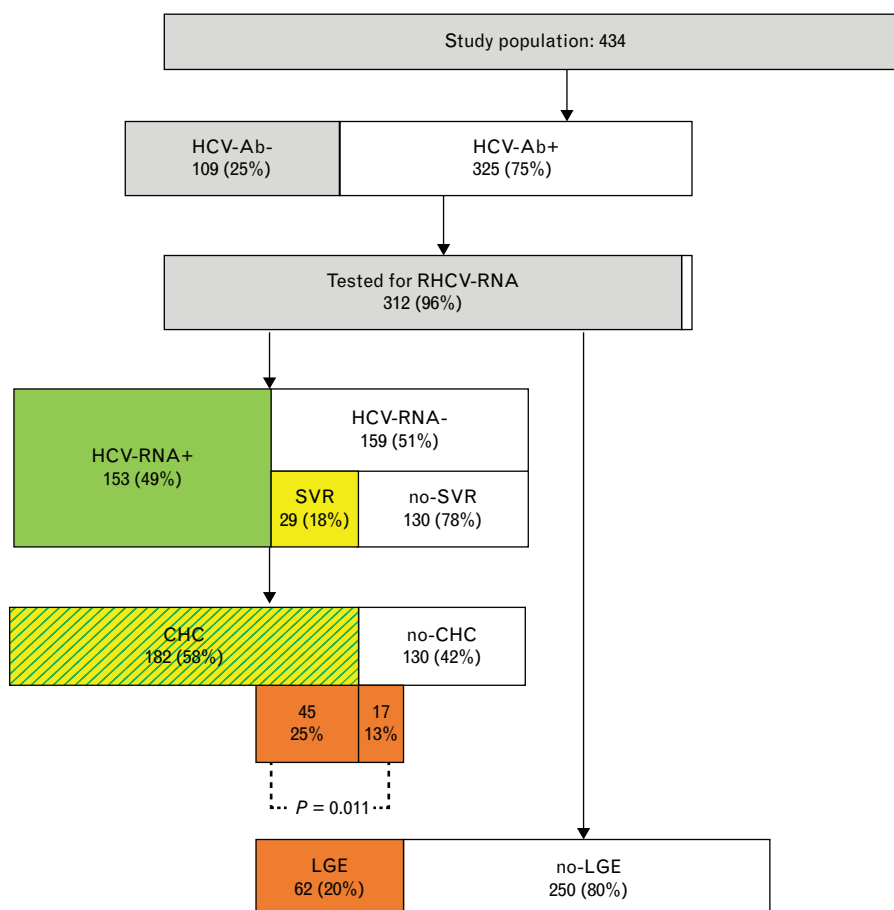 Study population: 434
HCV-Ab-
109 (25%)
HCV-Ab+
325 (75%)
Tested for RHCV-RNA
312 (96%)
HCV-RNA+
153 (49%)
HCV-RNA-
159 (51%)
SVR
29 (18%)
no-SVR
130 (78%)
CHC
182 (58%)
no-CHC
130 (42%)
45
25%
17
13%
P = 0.011
LGE
62 (20%)
no-LGE
250 (80%)